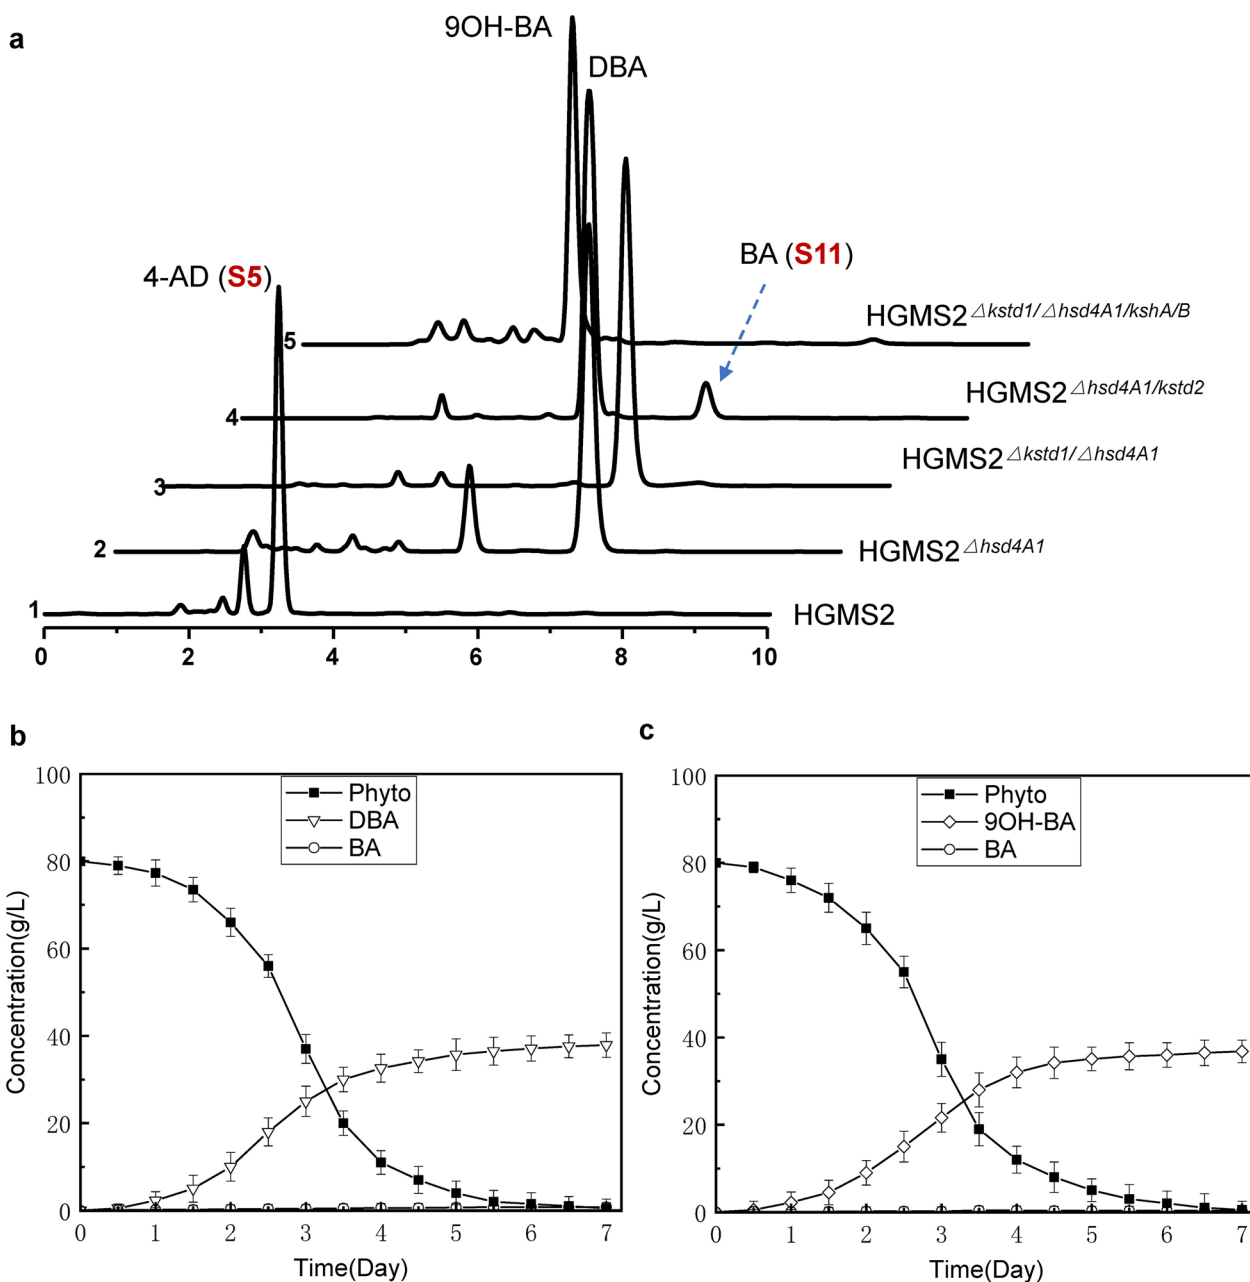 a
9OH-BA
DBA
4-AD (S5)
BA (S11)
5
HGMS2 △kstd1/△hsd4A1/kshA/B
4
HGMS2 △hsd4A1/kstd2
3
HGMS2 △kstd1/△hsd4A1
2
HGMS2 △hsd4A1
1
HGMS2
0 2 4 6 8 10
b
Phyto
DBA
BA
Concentration(g/L)
100
80
60
40
20
0
0 1 2 3 4 5 6 7
Time(Day)
c
Phyto
9OH-BA
BA
Concentration(g/L)
100
80
60
40
20
0
0 1 2 3 4 5 6 7
Time(Day)